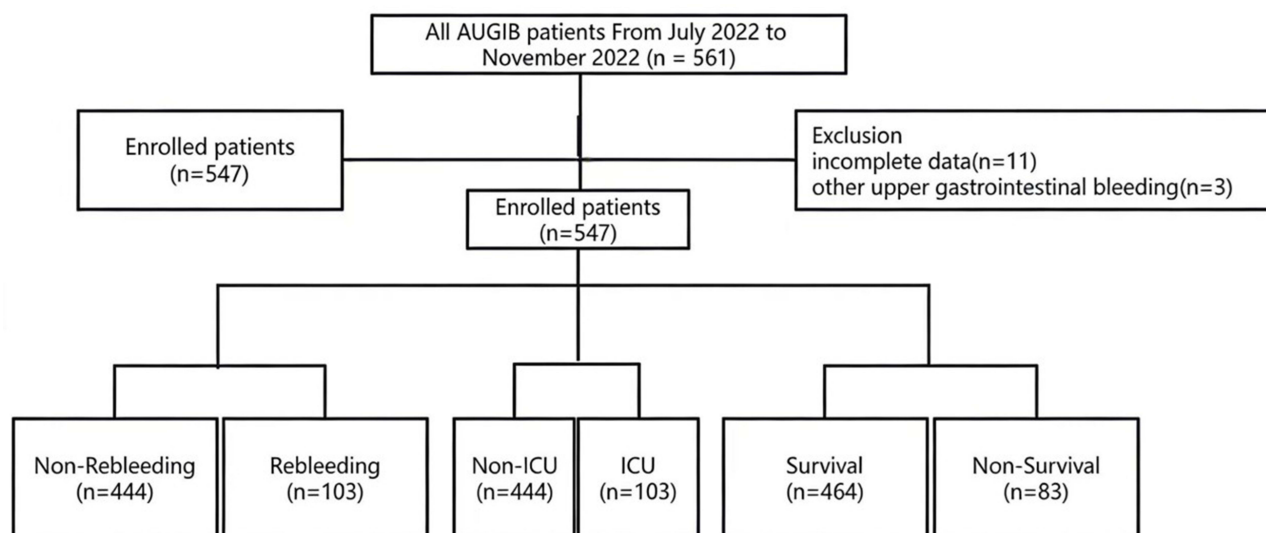 All AUGIB patients From July 2022 to
November 2022 (n = 561)
Enrolled patients
(n=547)
Exclusion
incomplete data(n=11)
other upper gastrointestinal bleeding(n=3)
Enrolled patients
(n=547)
Non-Rebleeding
(n=444)
Rebleeding
(n=103)
Non-ICU
(n=444)
ICU
(n=103)
Survival
(n=464)
Non-Survival
(n=83)